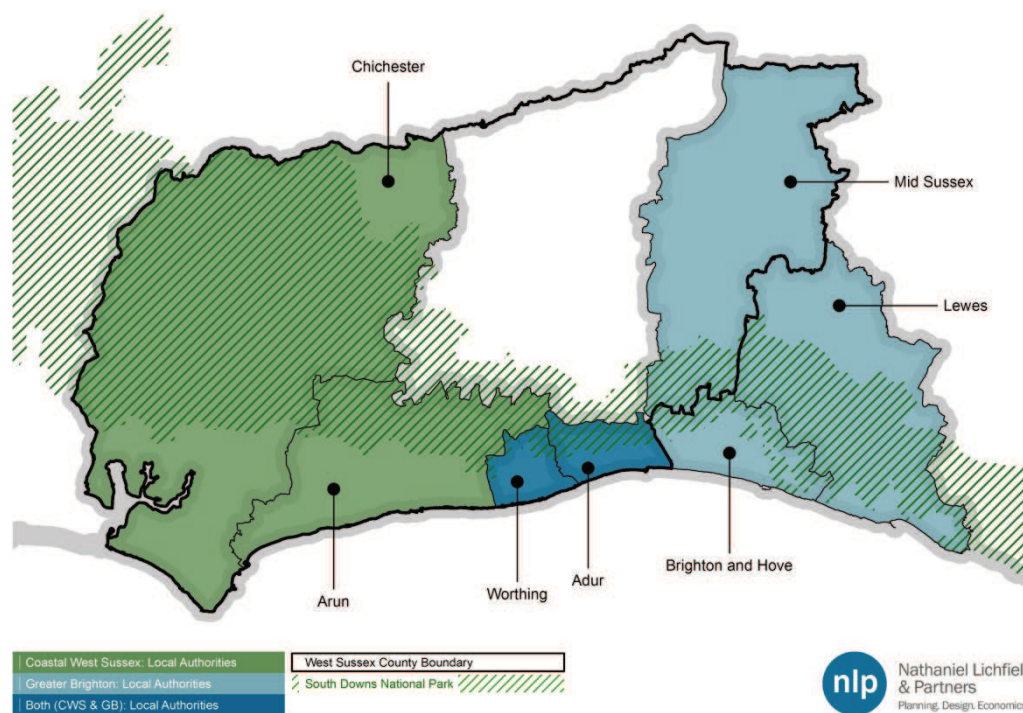 Chichester
Mid Sussex
Lewes
Brighton and Hove
Adur
Worthing
Arun
Coastal West Sussex: Local Authorities
Greater Brighton: Local Authorities
Both (CWS & GB): Local Authorities
West Sussex County Boundary
South Downs National Park
nlp
Nathaniel Lichfiel
& Partners
Planning. Design. Economics